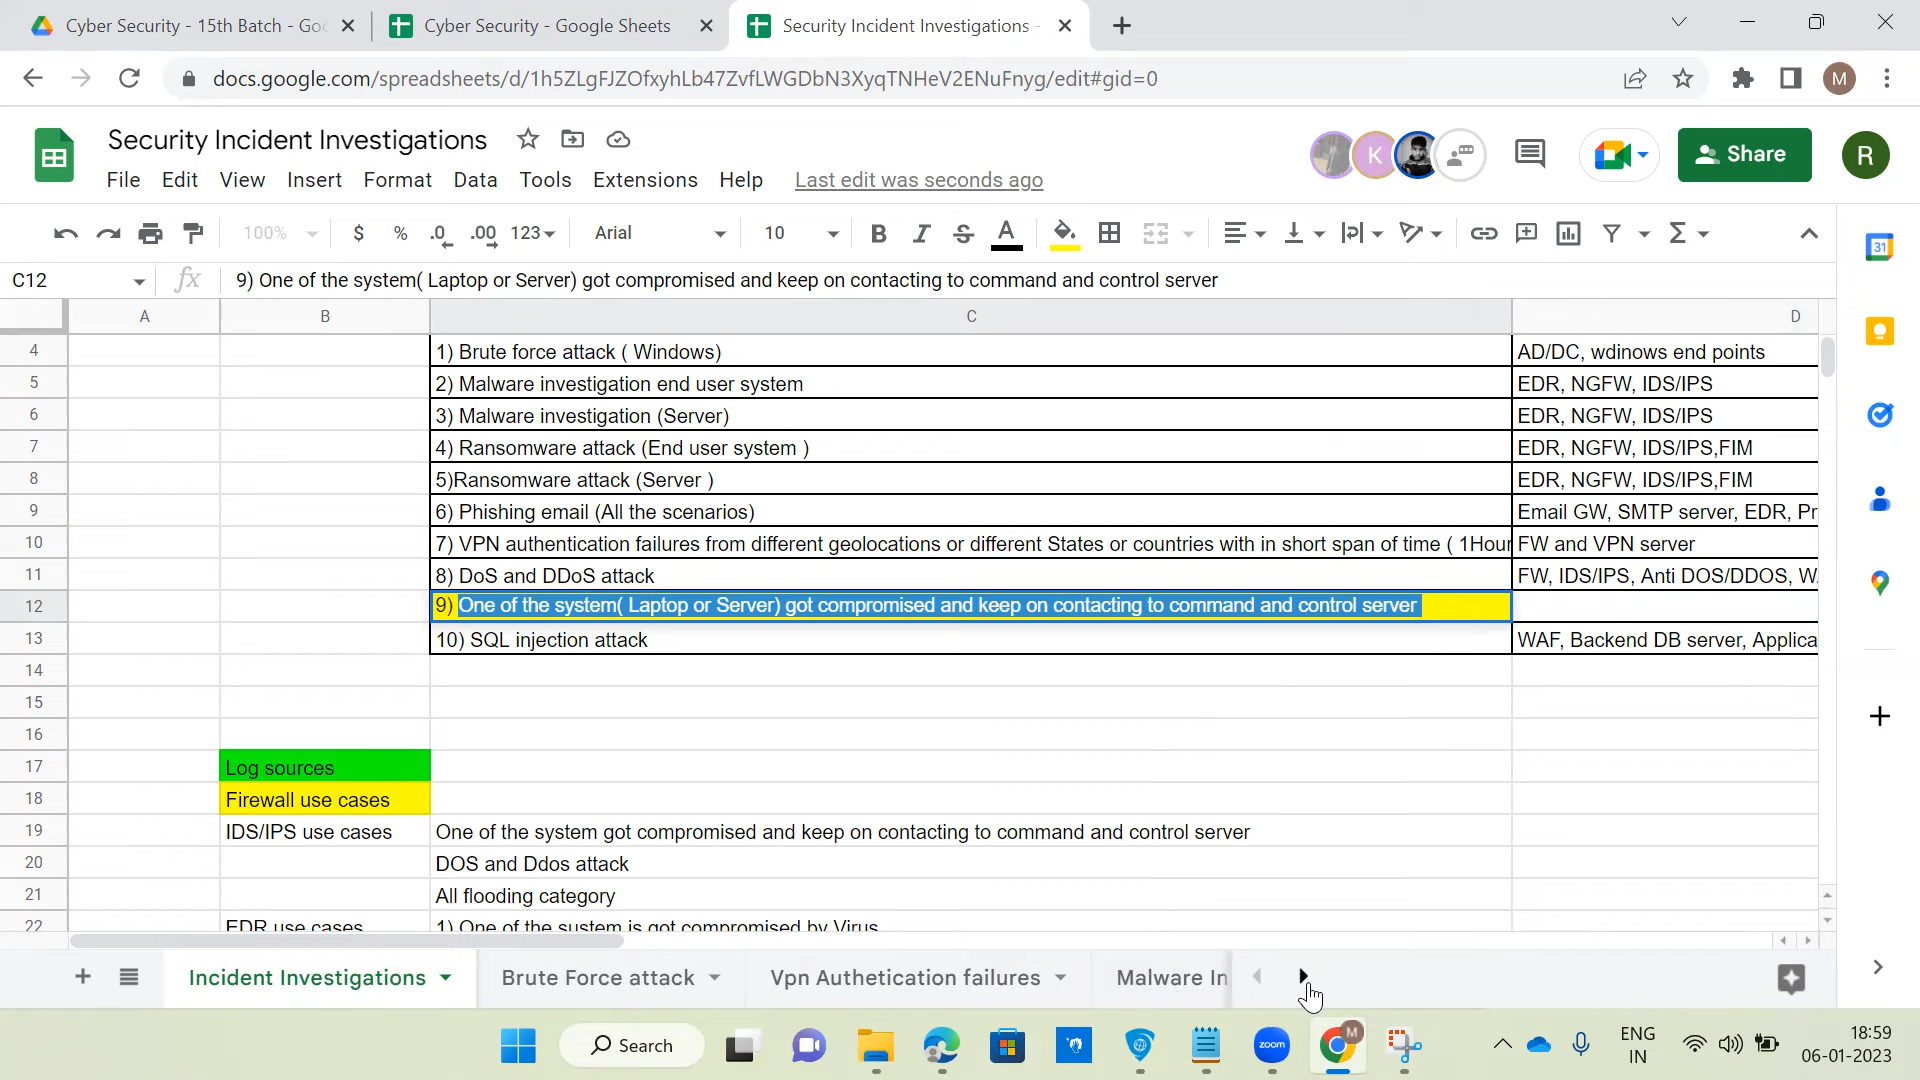 Cyber Security - 15th Batch - Goo
Cyber Security - Google Sheets
Security Incident Investigations -
docs.google.com/spreadsheets/d/1h5ZLgFJZOfxyhLb47ZvfLWGDbN3XyqTNHeV2ENuFnyg/edit#gid=0
M
Security Incident Investigations
K
Share
R
File Edit View Insert Format Data Tools Extensions Help Last edit was seconds ago
100% $ % .0 .00 123 Arial 10 B I S A
31
C12 fx 9) One of the system( Laptop or Server) got compromised and keep on contacting to command and control server
A B C D
4 1) Brute force attack ( Windows) AD/DC, wdinows end points
5 2) Malware investigation end user system EDR, NGFW, IDS/IPS
6 3) Malware investigation (Server) EDR, NGFW, IDS/IPS
7 4) Ransomware attack (End user system ) EDR, NGFW, IDS/IPS,FIM
8 5)Ransomware attack (Server ) EDR, NGFW, IDS/IPS,FIM
9 6) Phishing email (All the scenarios) Email GW, SMTP server, EDR, Pr
10 7) VPN authentication failures from different geolocations or different States or countries with in short span of time ( 1Hour FW and VPN server
11 8) DoS and DDoS attack FW, IDS/IPS, Anti DOS/DDOS, W
12 9) One of the system( Laptop or Server) got compromised and keep on contacting to command and control server
13 10) SQL injection attack WAF, Backend DB server, Applica
14
15
16
17 Log sources
18 Firewall use cases
19 IDS/IPS use cases One of the system got compromised and keep on contacting to command and control server
20 DOS and Ddos attack
21 All flooding category
22 EDR use cases 1) One of the sustem is got compromised by Virus
Incident Investigations Brute Force attack Vpn Authetication failures Malware In
Search
zoom
M
ENG
IN
18:59
06-01-2023